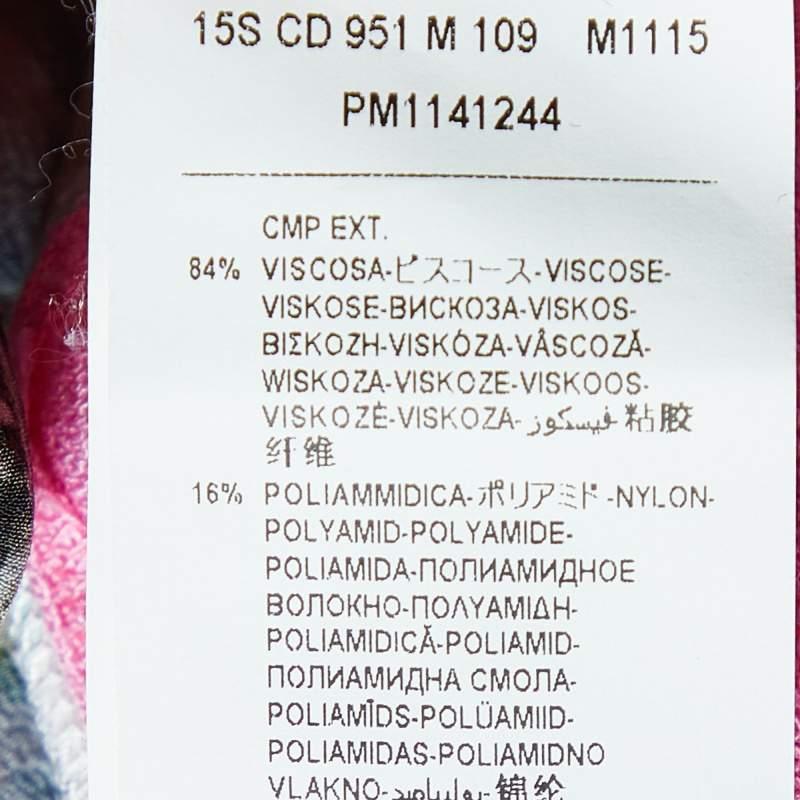 15S CD 951 M 109 M1115
PM1141244
CMP EXT.
84% VISCOSA-ビスコース-VISCOSE-
VISKOSE-ВИСКОЗА-VISKOS-
ΒΙΣΚΟΖΗ-VISKÓZA-VÂSCOZĂ-
WISKOZA-VISKOZE-VISKOOS-
VISKOZĖ-VISKOZA-فيسكوز 粘胶
纤维
16% POLIAMMIDICA-ポリアミド-NYLON-
POLYAMID-POLYAMIDE-
POLIAMIDA-ПОЛИАМИДНОЕ
ВОЛОКНО-ΠΟΛΥΑΜΙΔΗ-
POLIAMIDICĂ-POLIAMID-
ПОЛИАМИДНА СМОЛА-
POLIAMĪDS-POLÜAMIID-
POLIAMIDAS-POLIAMIDNO
VLAKNO-بولياميد-锦纶